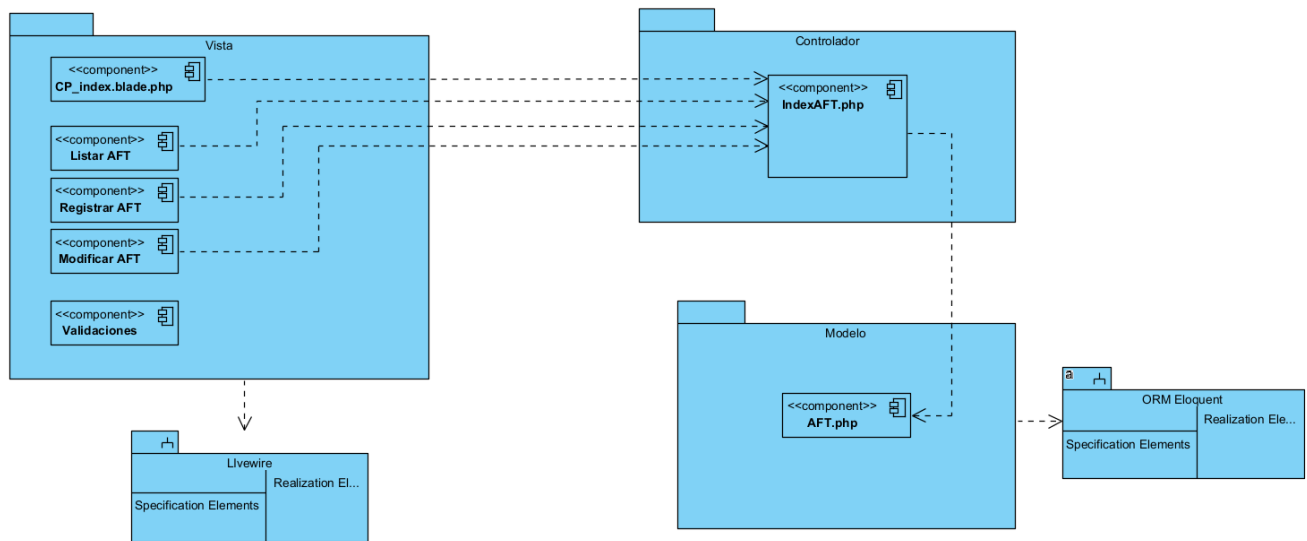 Vista
<<component>>
CP_index.blade.php
<<component>>
Listar AFT
<<component>>
Registrar AFT
<<component>>
Modificar AFT
<<component>>
Validaciones
Controlador
<<component>>
IndexAFT.php
Modelo
<<component>>
AFT.php
a
ORM Eloquent
Realization Ele...
Specification Elements
LIvewire
Realization El...
Specification Elements